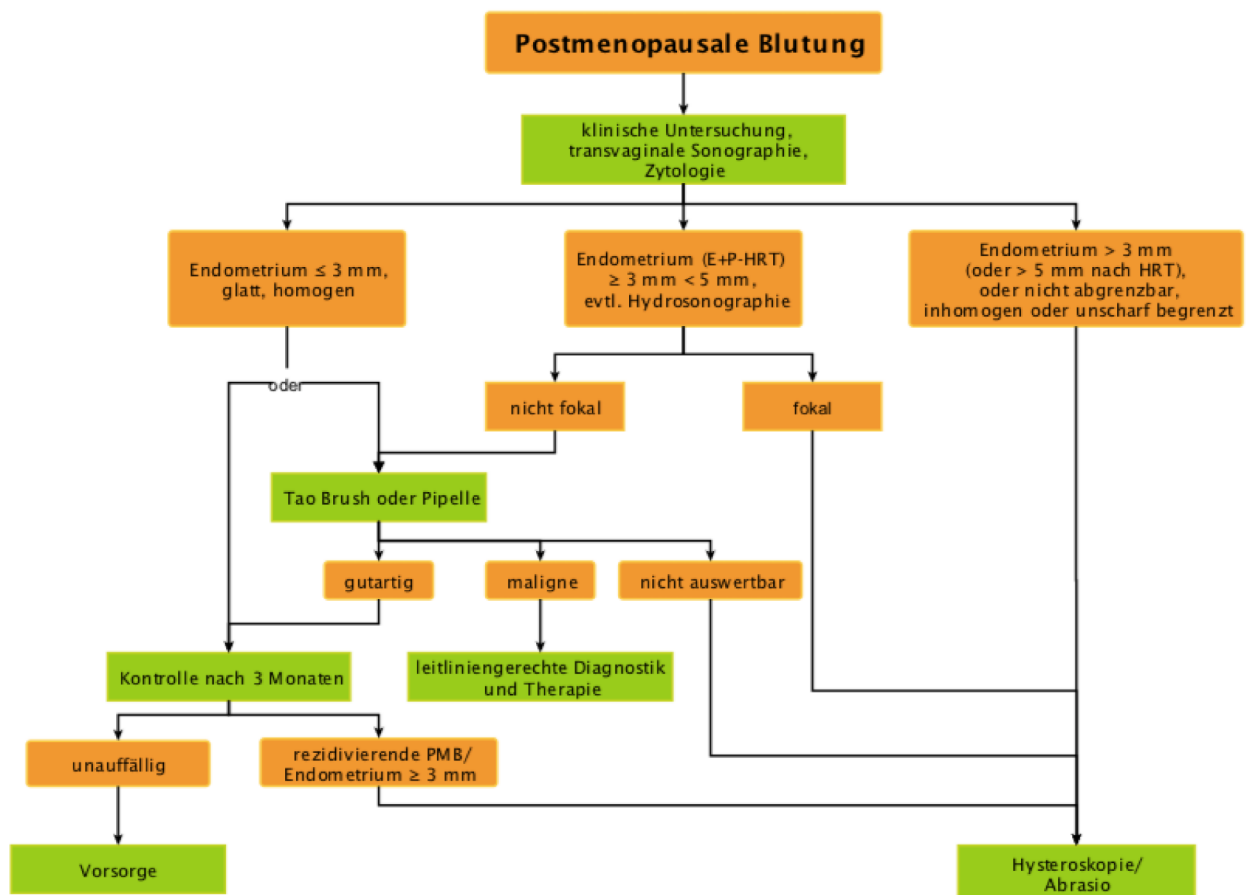 Postmenopausale Blutung
klinische Untersuchung,
transvaginale Sonographie,
Zytologie
Endometrium ≤ 3 mm,
glatt, homogen
Endometrium (E+P-HRT)
≥ 3 mm < 5 mm,
evtl. Hydrosonographie
Endometrium > 3 mm
(oder > 5 mm nach HRT),
oder nicht abgrenzbar,
inhomogen oder unscharf begrenzt
oder
nicht fokal
fokal
Tao Brush oder Pipelle
gutartig
maligne
nicht auswertbar
Kontrolle nach 3 Monaten
leitliniengerechte Diagnostik
und Therapie
unauffällig
rezidivierende PMB/
Endometrium ≥ 3 mm
Vorsorge
Hysteroskopie/
Abrasio